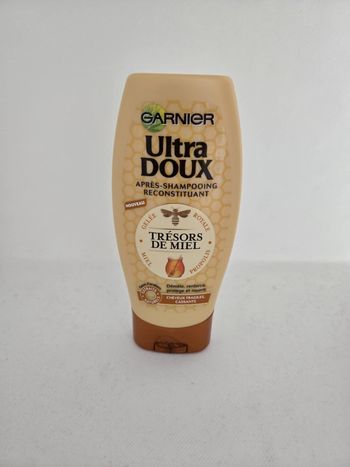 GARNIER
Ultra
DOUX
APRÈS-SHAMPOOING
RECONSTITUANT
NOUVEAU
GELÉE ROYALE
TRÉSORS
DE MIEL
MIEL
PROPOLIS
Démêle, renforce,
protège et nourrit
CHEVEUX FRAGILES,
CASSANTS